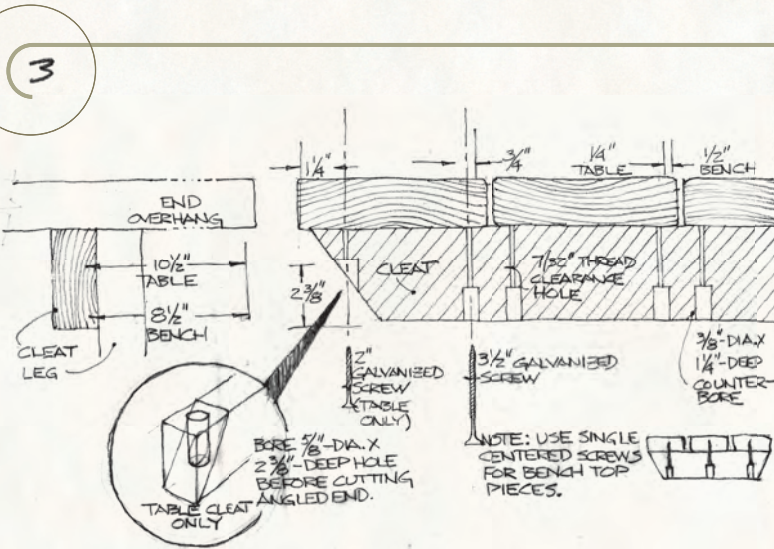 3
1¼"
¾"
¼"
TABLE
½"
BENCH
END
OVERHANG
10½"
TABLE
8½"
BENCH
CLEAT
LEG
2⅜"
CLEAT
7/32" THREAD
CLEARANCE
HOLE
2"
GALVANIZED
SCREW
(TABLE
ONLY)
3½" GALVANIZED
SCREW
⅜"-DIA. X
1¼"-DEEP
COUNTER-
BORE
BORE ⅝"-DIA. X
2⅜"-DEEP HOLE
BEFORE CUTTING
ANGLED END.
TABLE CLEAT
ONLY
NOTE: USE SINGLE
CENTERED SCREWS
FOR BENCH TOP
PIECES.